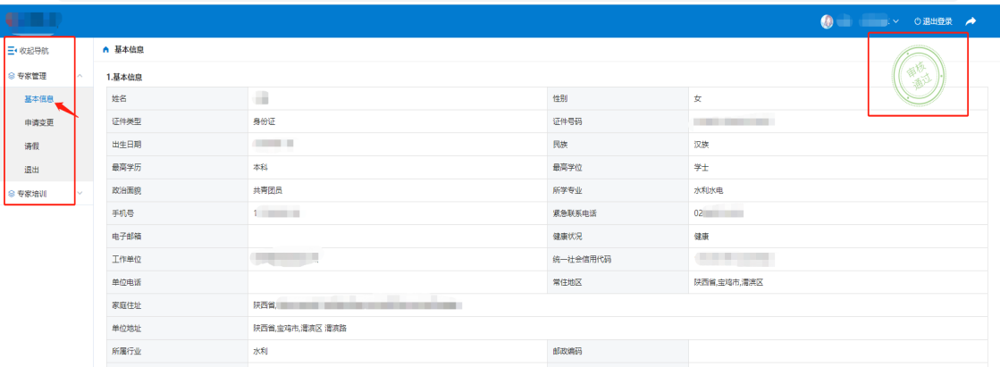 退出登录
收起导航
基本信息
专家管理
审核
通过
1.基本信息
基本信息
姓名 性别 女
申请变更
证件类型 身份证 证件号码
请假
出生日期 民族 汉族
退出
最高学历 本科 最高学位 学士
专家培训
政治面貌 共青团员 所学专业 水利水电
手机号 1 紧急联系电话 02
电子邮箱 健康状况 健康
工作单位 统一社会信用代码
单位电话 常住地区 陕西省,宝鸡市,渭滨区
家庭住址 陕西省,
单位地址 陕西省,宝鸡市,渭滨区 渭滨路
所属行业 水利 邮政编码